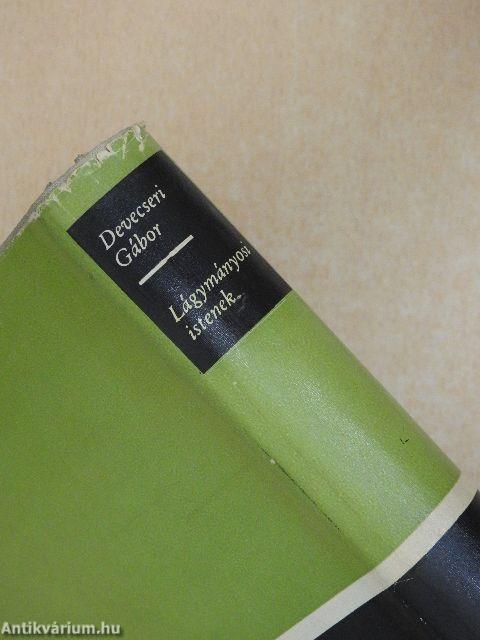 Devecseri
Gábor
Lágymányosi
istenek
Antikvárium.hu